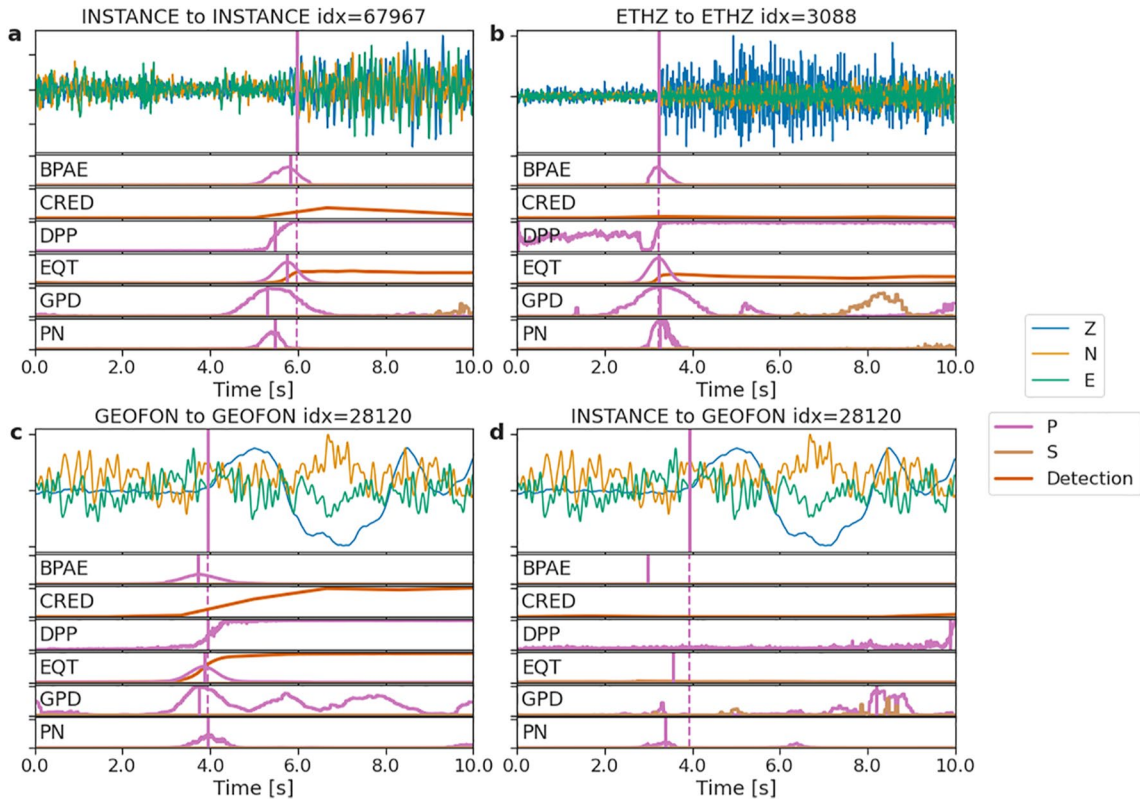 INSTANCE to INSTANCE idx=67967
a
BPAE
CRED
DPP
EQT
GPD
PN
0.0 2.0 4.0 6.0 8.0 10.0
Time [s]
ETHZ to ETHZ idx=3088
b
BPAE
CRED
DPP
EQT
GPD
PN
0.0 2.0 4.0 6.0 8.0 10.0
Time [s]
Z
N
E
P
S
Detection
GEOFON to GEOFON idx=28120
c
BPAE
CRED
DPP
EQT
GPD
PN
0.0 2.0 4.0 6.0 8.0 10.0
Time [s]
INSTANCE to GEOFON idx=28120
d
BPAE
CRED
DPP
EQT
GPD
PN
0.0 2.0 4.0 6.0 8.0 10.0
Time [s]